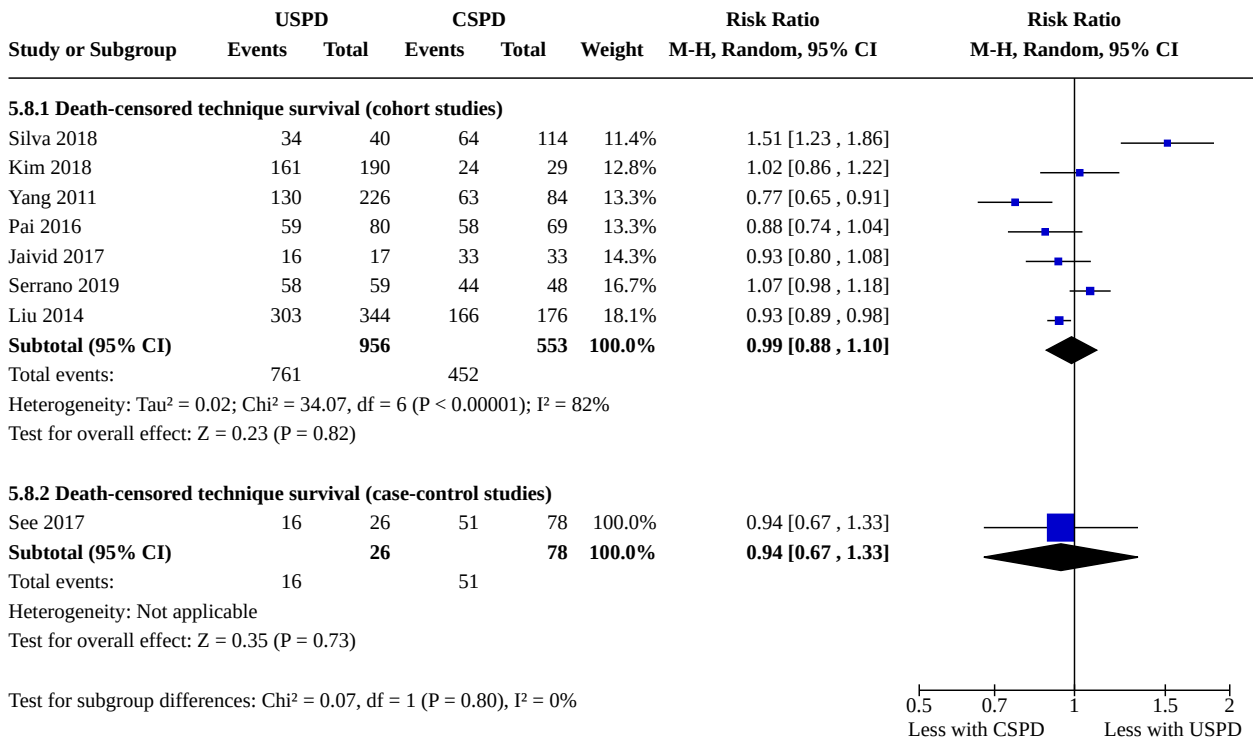 USPD CSPD Risk Ratio Risk Ratio
Study or Subgroup Events Total Events Total Weight M-H, Random, 95% CI M-H, Random, 95% CI
5.8.1 Death-censored technique survival (cohort studies)
Silva 2018 34 40 64 114 11.4% 1.51 [1.23 , 1.86]
Kim 2018 161 190 24 29 12.8% 1.02 [0.86 , 1.22]
Yang 2011 130 226 63 84 13.3% 0.77 [0.65 , 0.91]
Pai 2016 59 80 58 69 13.3% 0.88 [0.74 , 1.04]
Jaivid 2017 16 17 33 33 14.3% 0.93 [0.80 , 1.08]
Serrano 2019 58 59 44 48 16.7% 1.07 [0.98 , 1.18]
Liu 2014 303 344 166 176 18.1% 0.93 [0.89 , 0.98]
Subtotal (95% CI) 956 553 100.0% 0.99 [0.88 , 1.10]
Total events: 761 452
Heterogeneity: Tau² = 0.02; Chi² = 34.07, df = 6 (P < 0.00001); I² = 82%
Test for overall effect: Z = 0.23 (P = 0.82)
5.8.2 Death-censored technique survival (case-control studies)
See 2017 16 26 51 78 100.0% 0.94 [0.67 , 1.33]
Subtotal (95% CI) 26 78 100.0% 0.94 [0.67 , 1.33]
Total events: 16 51
Heterogeneity: Not applicable
Test for overall effect: Z = 0.35 (P = 0.73)
Test for subgroup differences: Chi² = 0.07, df = 1 (P = 0.80), I² = 0%
0.5 0.7 1 1.5 2
Less with CSPD Less with USPD